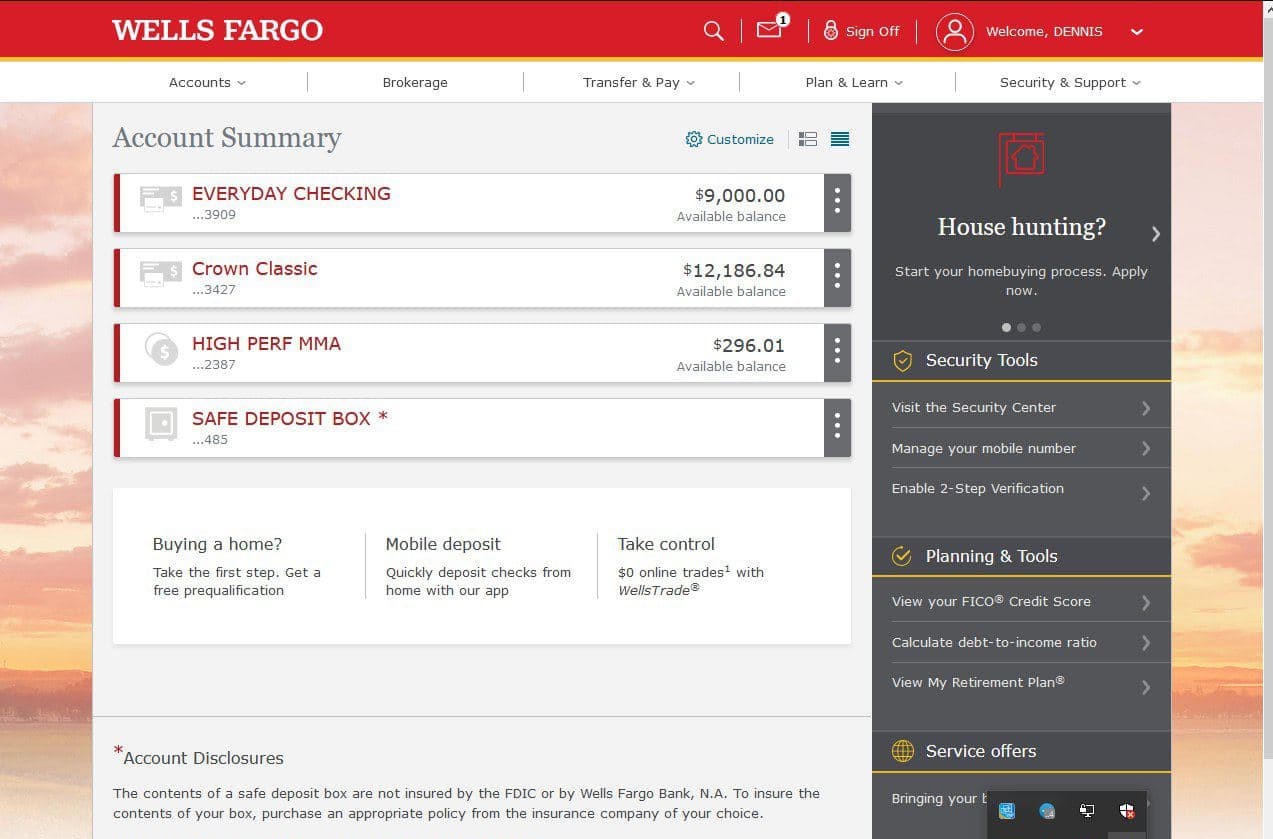 WELLS FARGO
1
Sign Off
Welcome, DENNIS
Accounts
Brokerage
Transfer & Pay
Plan & Learn
Security & Support
Account Summary
Customize
EVERYDAY CHECKING
...3909
$9,000.00
Available balance
Crown Classic
...3427
$12,186.84
Available balance
HIGH PERF MMA
...2387
$296.01
Available balance
SAFE DEPOSIT BOX *
...485
Buying a home?
Take the first step. Get a
free prequalification
Mobile deposit
Quickly deposit checks from
home with our app
Take control
$0 online trades¹ with
WellsTrade®
*Account Disclosures
The contents of a safe deposit box are not insured by the FDIC or by Wells Fargo Bank, N.A. To insure the
contents of your box, purchase an appropriate policy from the insurance company of your choice.
House hunting?
Start your homebuying process. Apply
now.
Security Tools
Visit the Security Center
Manage your mobile number
Enable 2-Step Verification
Planning & Tools
View your FICO® Credit Score
Calculate debt-to-income ratio
View My Retirement Plan®
Service offers
Bringing your